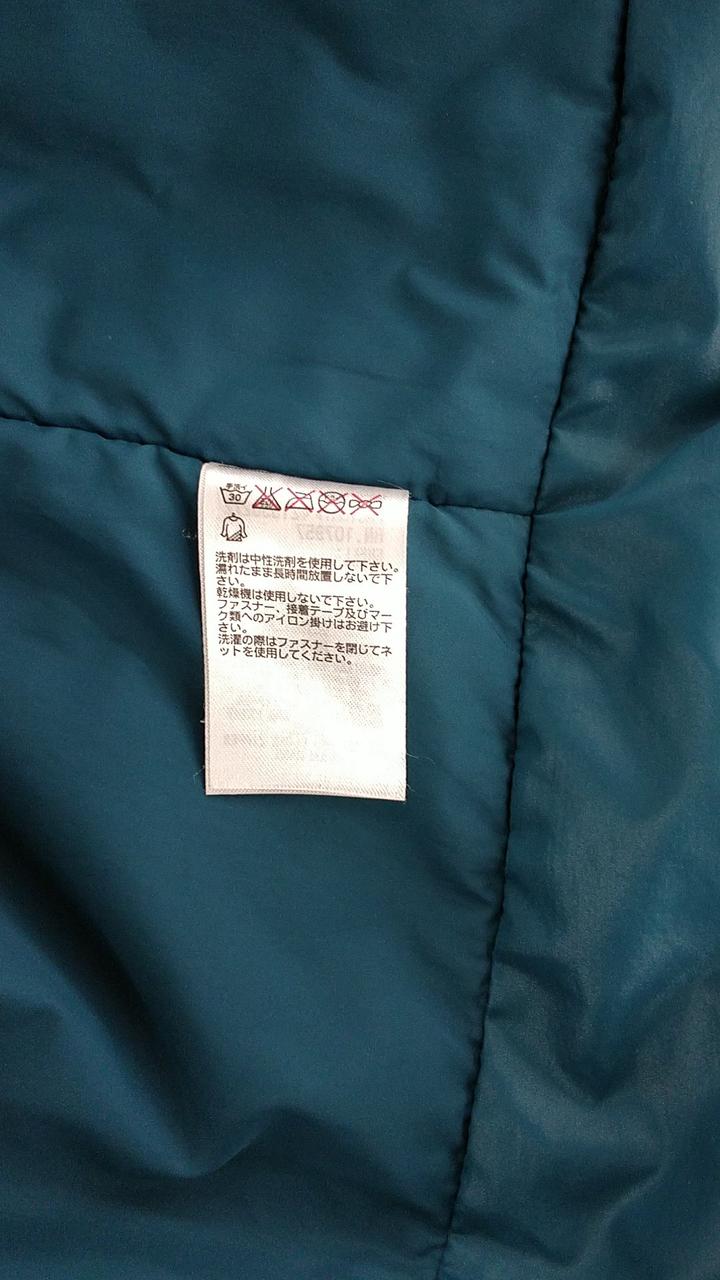 手洗イ
30
洗剤は中性洗剤を使用して下さい。
濡れたまま長時間放置しないで下
さい。
乾燥機は使用しないで下さい。
ファスナー、接着テープ及びマー
ク類へのアイロン掛けはお避け下
さい。
洗濯の際はファスナーを閉じてネ
ットを使用してください。